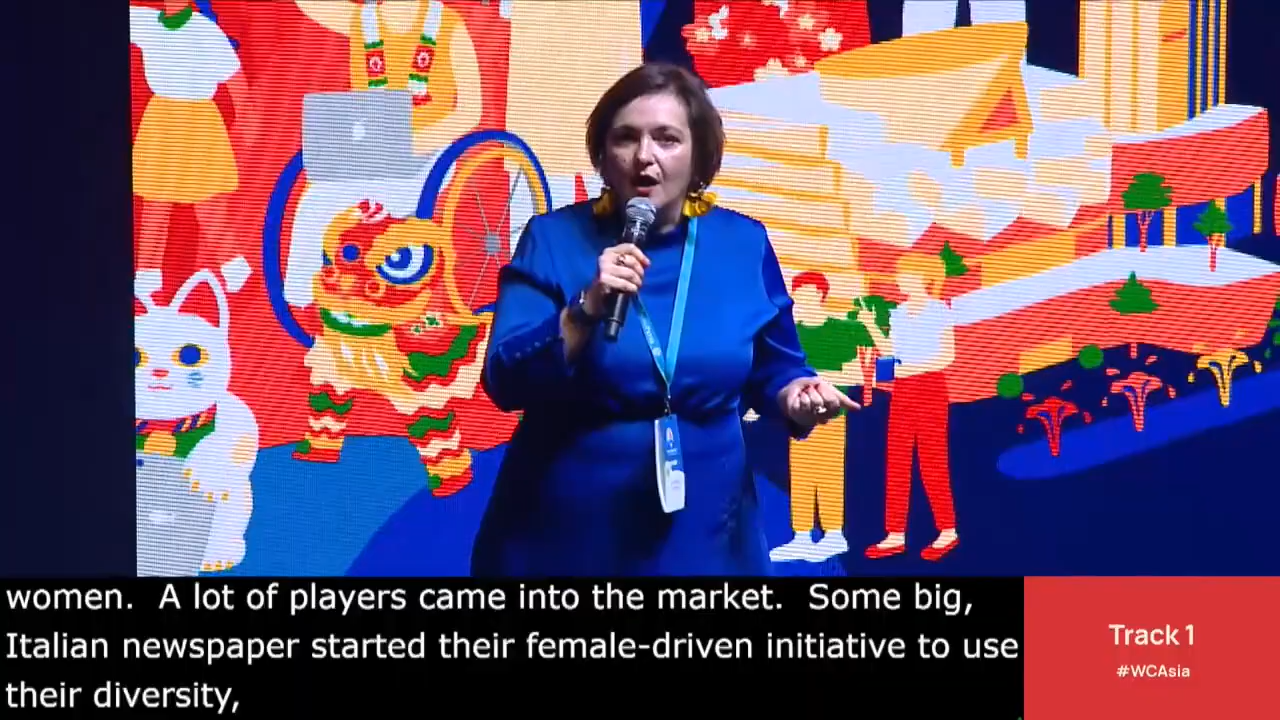 women.  A lot of players came into the market.  Some big,
Italian newspaper started their female-driven initiative to use
their diversity,
Track 1
#WCAsia